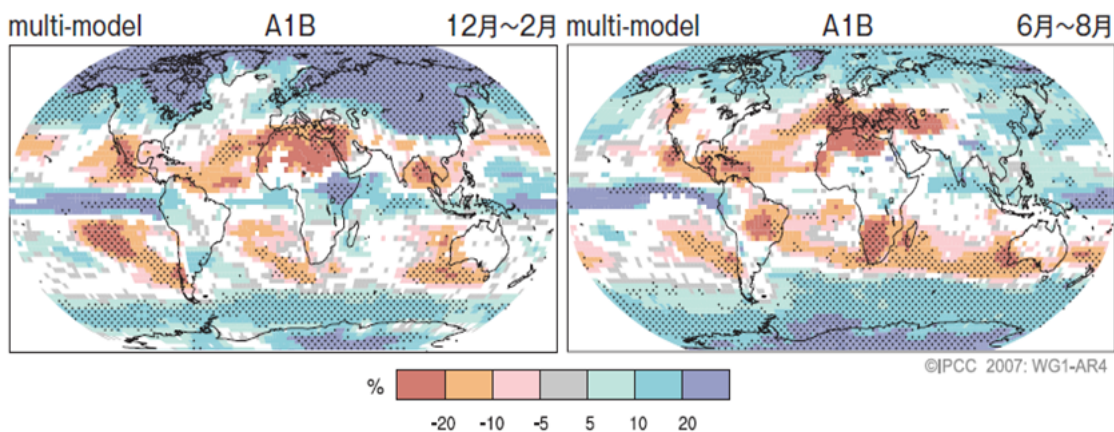 multi-model A1B 12月～2月
multi-model A1B 6月～8月
©IPCC 2007: WG1-AR4
%
-20 -10 -5 5 10 20